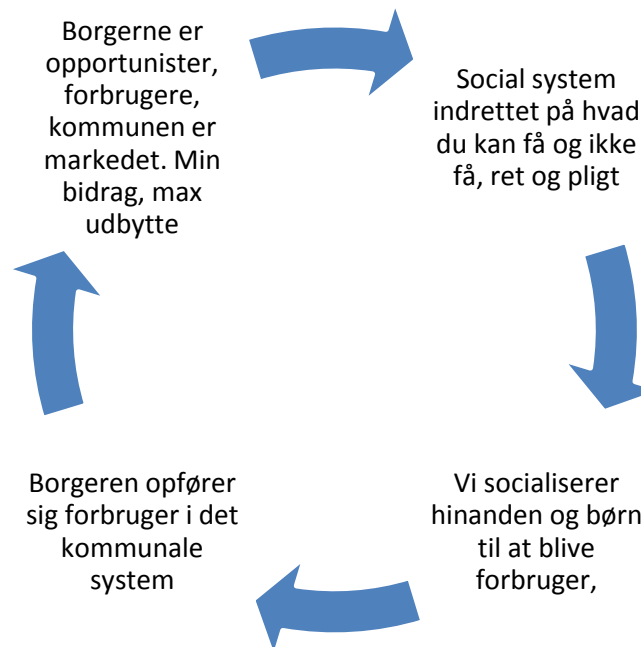 Borgerne er
opportunister,
forbrugere,
kommunen er
markedet. Min
bidrag, max
udbytte
Social system
indrettet på hvad
du kan få og ikke
få, ret og pligt
Vi socialiserer
hinanden og børn
til at blive
forbruger,
Borgeren opfører
sig forbruger i det
kommunale
system